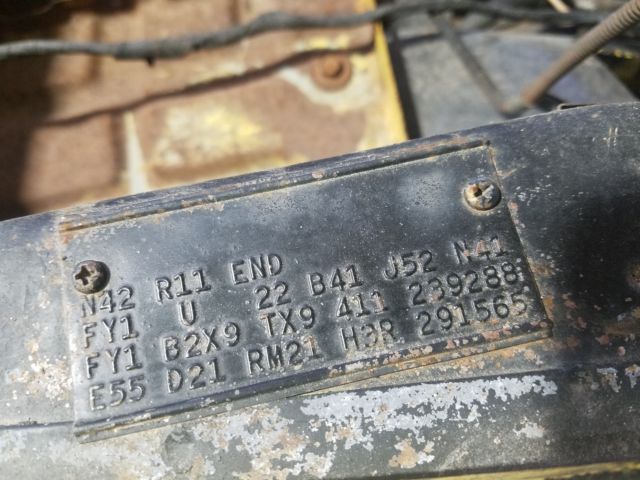 N42 R11 END
FY1 U 22 B41 J52 N41
FY1 B2X9 TX9 411 239288
E55 D21 RM21 H3R 291565